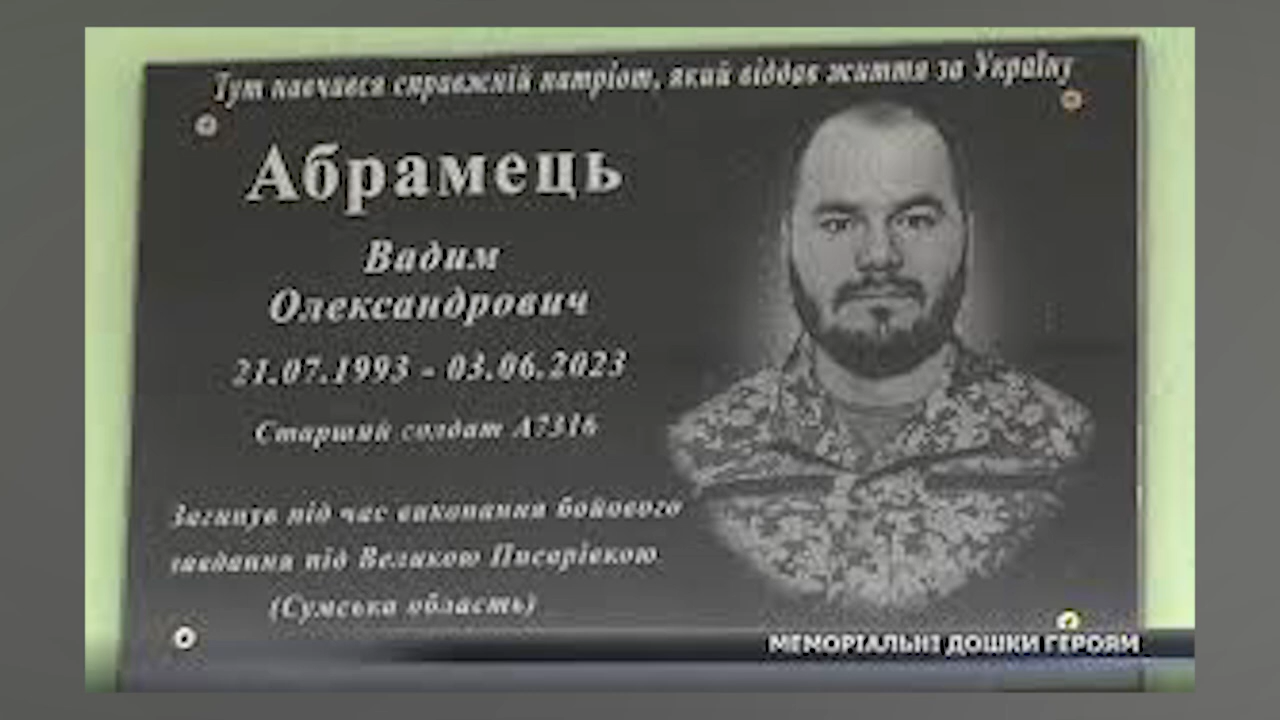 Тут навчався справжній патріот, який віддав життя за Україну
Абрамець
Вадим
Олександрович
21.07.1993 - 03.06.2023
Старший солдат А7316
Загинув під час виконання бойового
завдання під Великою Писарівкою
(Сумська область)
МЕМОРІАЛЬНІ ДОШКИ ГЕРОЯМ